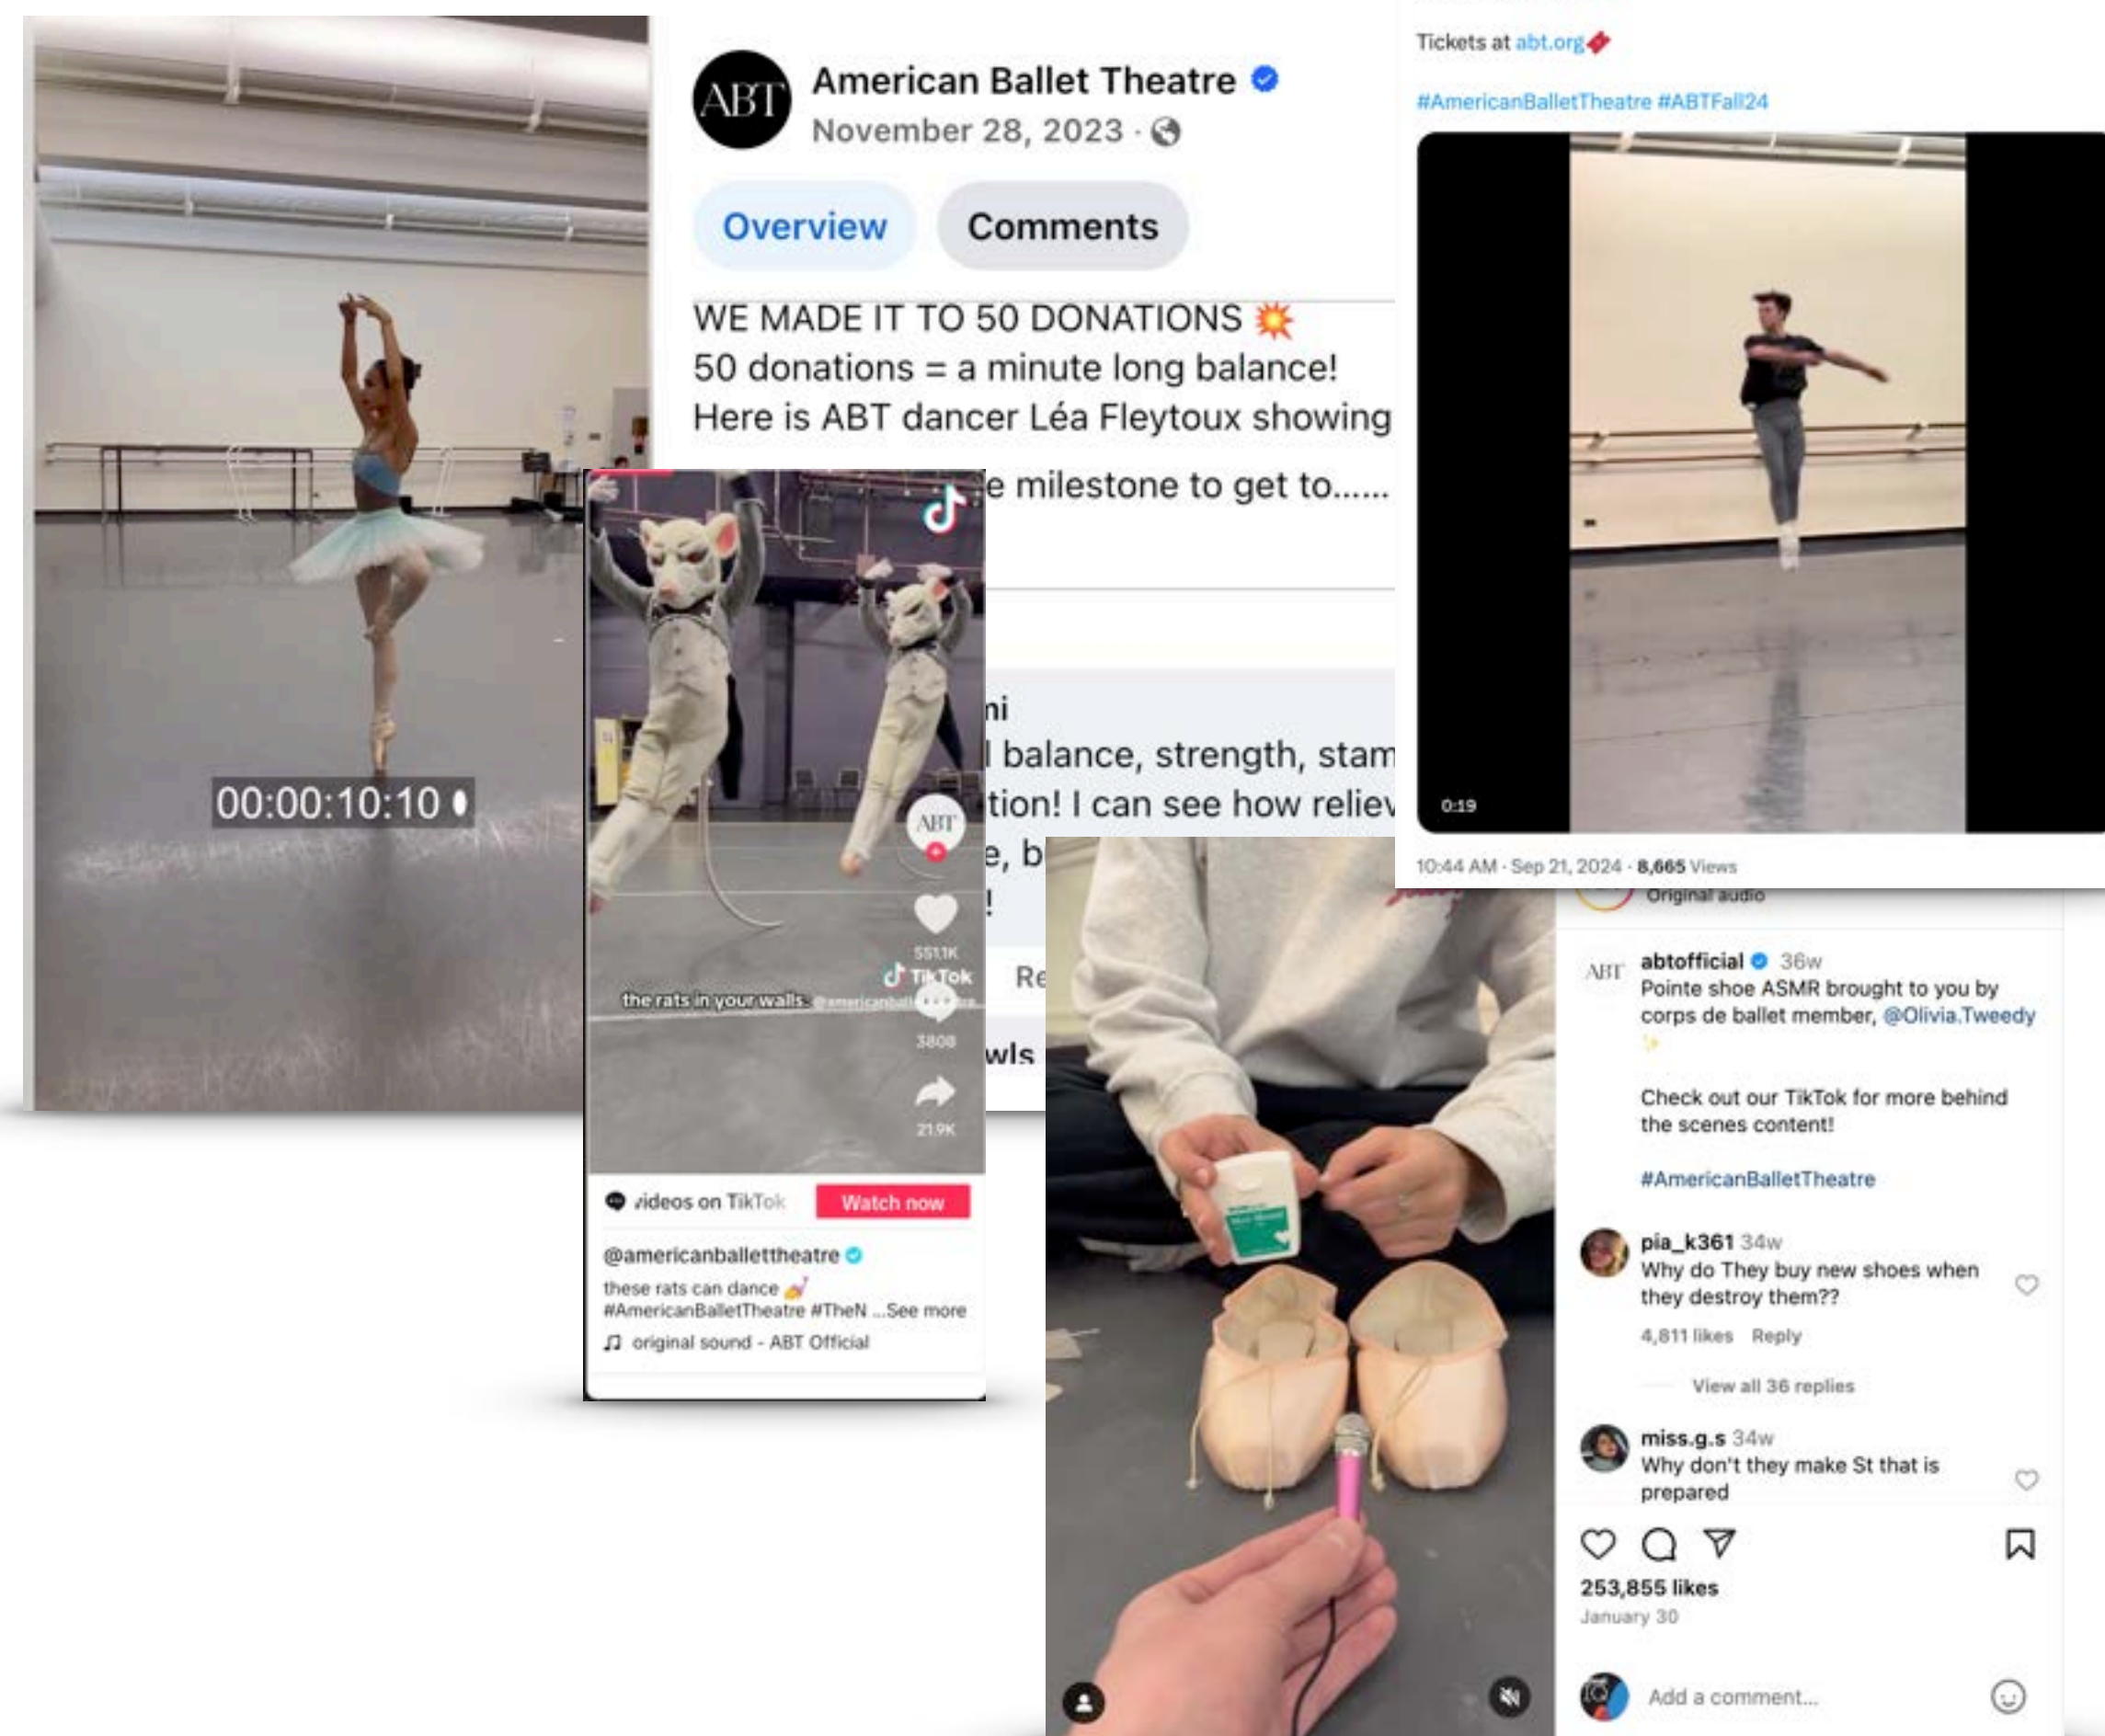 ABT
American Ballet Theatre
November 28, 2023 ·
Overview
Comments
WE MADE IT TO 50 DONATIONS 💥
50 donations = a minute long balance!
Here is ABT dancer Léa Fleytoux showing
e milestone to get to......
ni
l balance, strength, stam
tion! I can see how reliev
e, b
!
Re
wls
00:00:10:10
Tickets at abt.org
#AmericanBalletTheatre #ABTFall24
0:19
10:44 AM · Sep 21, 2024 · 8,665 Views
ABT
551.1K
TikTok
the rats in your walls.
3808
21.9K
videos on TikTok
Watch now
@americanballettheatre
these rats can dance 💅
#AmericanBalletTheatre #TheN ...See more
original sound - ABT Official
Original audio
ABT
abtofficial 36w
Pointe shoe ASMR brought to you by
corps de ballet member, @Olivia.Tweedy
✨
Check out our TikTok for more behind
the scenes content!
#AmericanBalletTheatre
pia_k361 34w
Why do They buy new shoes when
they destroy them??
4,811 likes Reply
View all 36 replies
miss.g.s 34w
Why don't they make St that is
prepared
253,855 likes
January 30
Add a comment...